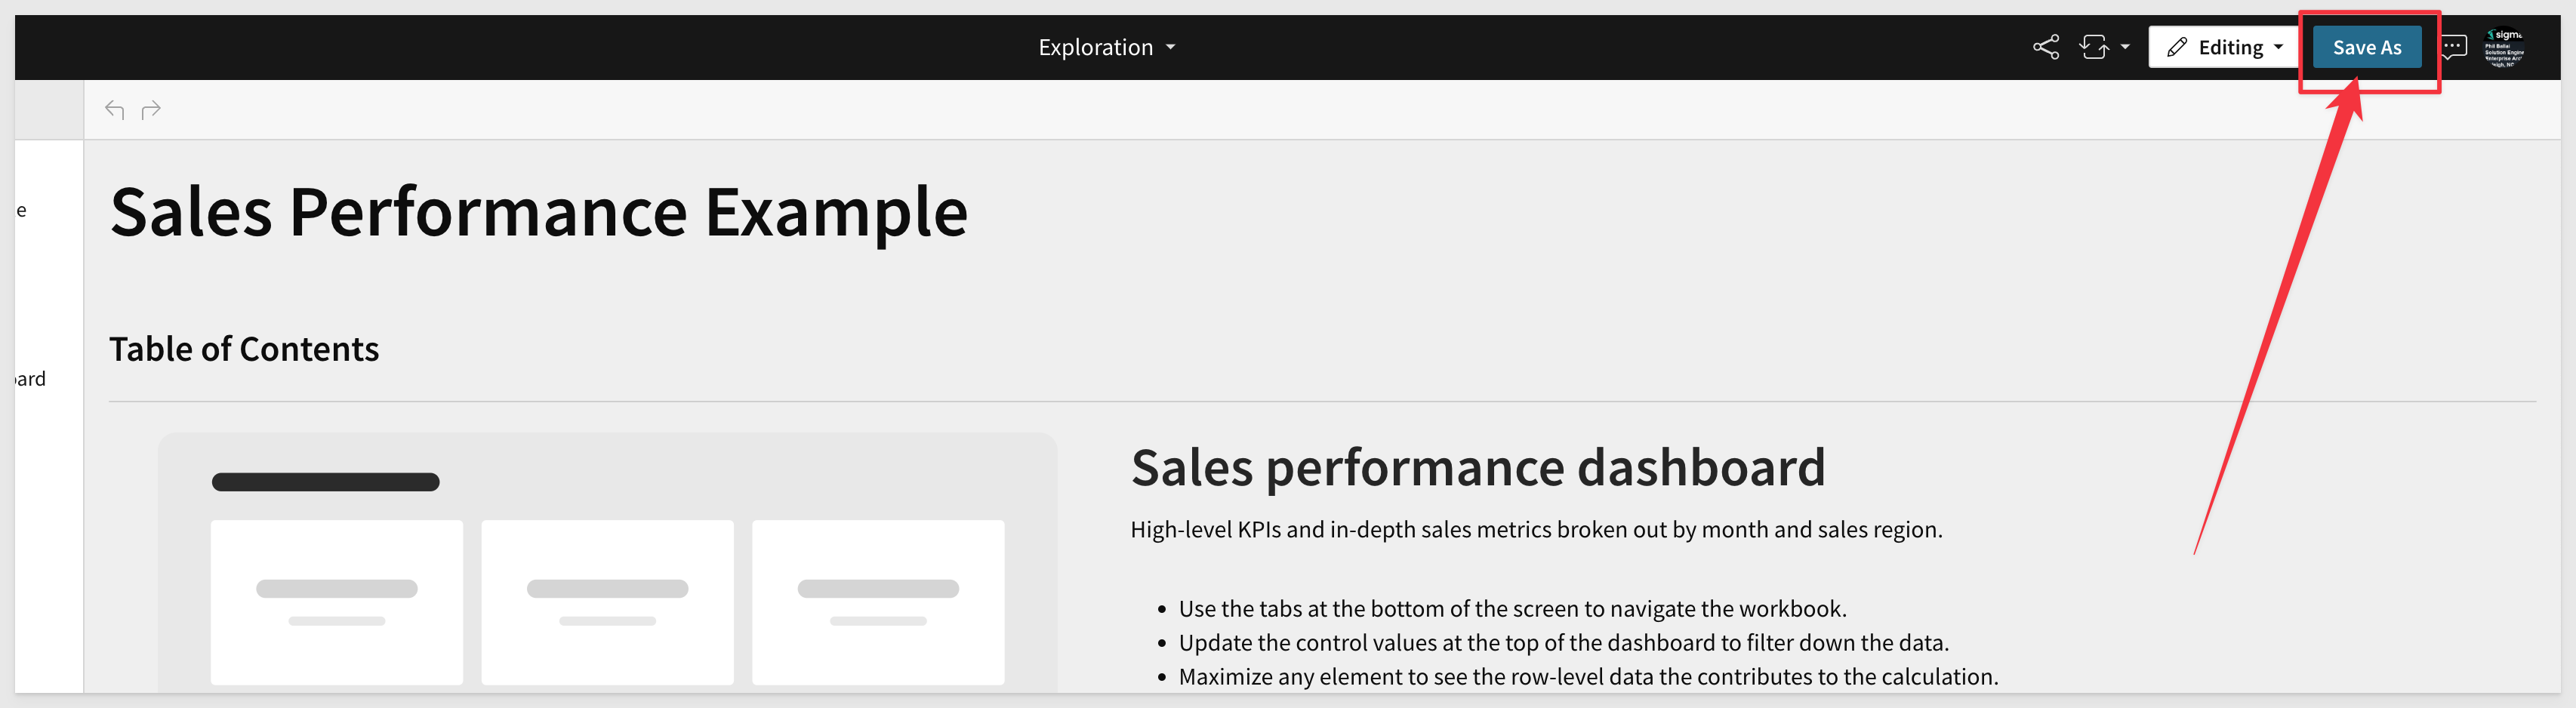 Exploration
Editing
Save As
sigma
e
Sales Performance Example
Table of Contents
ard
Sales performance dashboard
High-level KPIs and in-depth sales metrics broken out by month and sales region.
• Use the tabs at the bottom of the screen to navigate the workbook.
• Update the control values at the top of the dashboard to filter down the data.
• Maximize any element to see the row-level data the contributes to the calculation.